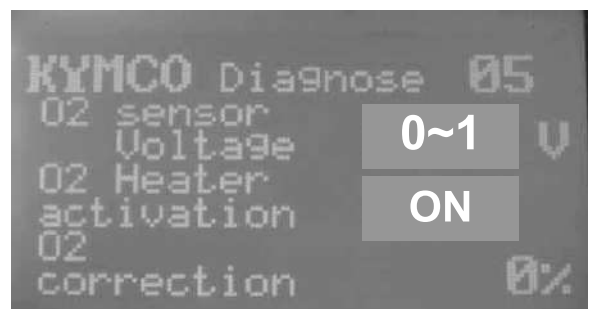 KYMCO Diagnose 05
O2 sensor
Voltage 0~1 V
O2 Heater
activation ON
O2
correction 0%